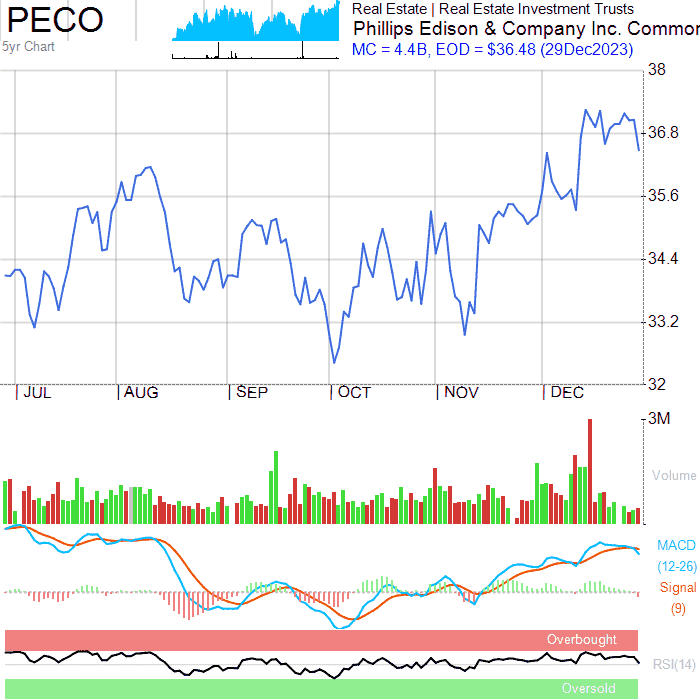 PECO
5yr Chart
Real Estate | Real Estate Investment Trusts
Phillips Edison & Company Inc. Common
MC = 4.4B, EOD = $36.48 (29Dec2023)
38
36.8
35.6
34.4
33.2
32
JUL AUG SEP OCT NOV DEC
3M
Volume
MACD
(12-26)
Signal
(9)
Overbought
RSI(14)
Oversold